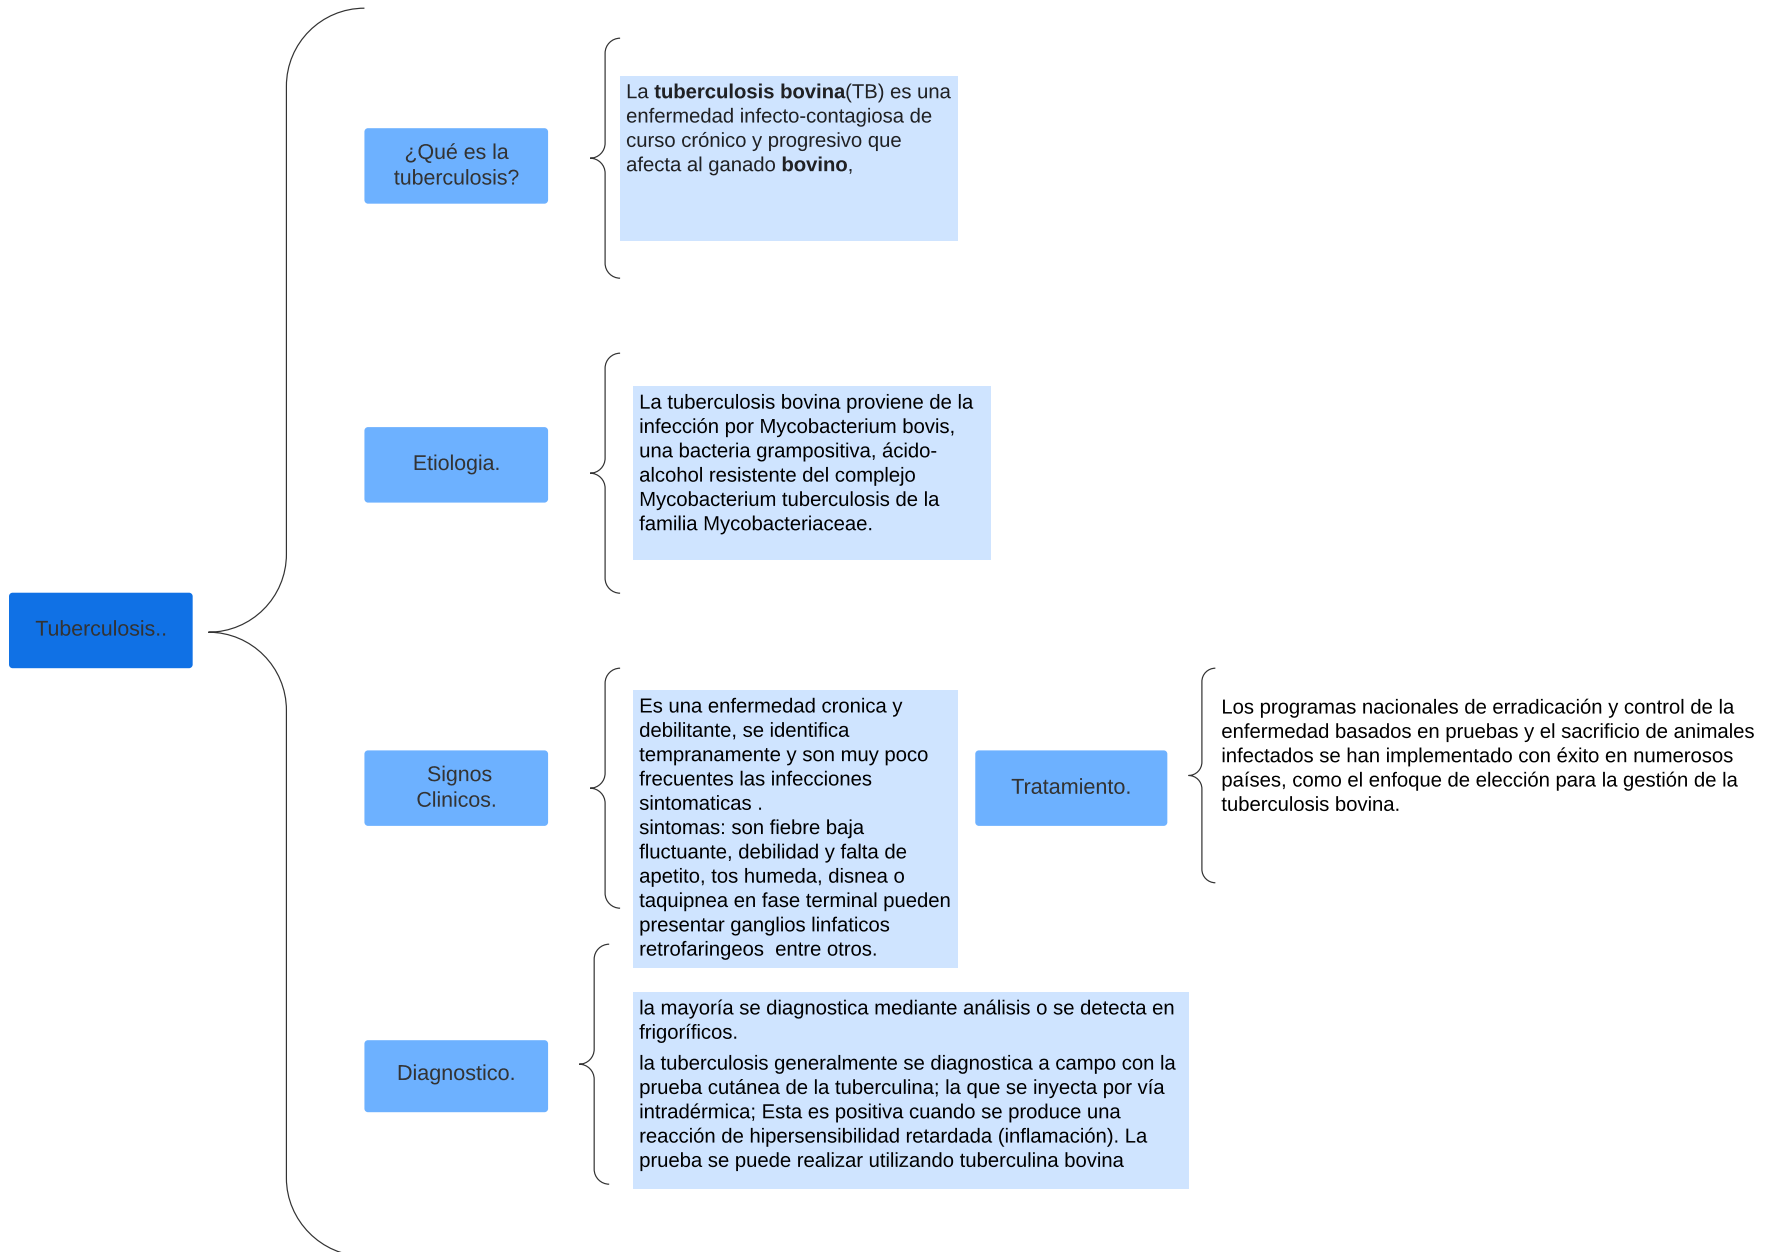 Tuberculosis..
¿Qué es la
tuberculosis?
La tuberculosis bovina(TB) es una
enfermedad infecto-contagiosa de
curso crónico y progresivo que
afecta al ganado bovino,
Etiologia.
La tuberculosis bovina proviene de la
infección por Mycobacterium bovis,
una bacteria grampositiva, ácido-
alcohol resistente del complejo
Mycobacterium tuberculosis de la
familia Mycobacteriaceae.
Signos
Clinicos.
Es una enfermedad cronica y
debilitante, se identifica
tempranamente y son muy poco
frecuentes las infecciones
sintomaticas .
sintomas: son fiebre baja
fluctuante, debilidad y falta de
apetito, tos humeda, disnea o
taquipnea en fase terminal pueden
presentar ganglios linfaticos
retrofaringeos  entre otros.
Tratamiento.
Los programas nacionales de erradicación y control de la
enfermedad basados en pruebas y el sacrificio de animales
infectados se han implementado con éxito en numerosos
países, como el enfoque de elección para la gestión de la
tuberculosis bovina.
Diagnostico.
la mayoría se diagnostica mediante análisis o se detecta en
frigoríficos.
la tuberculosis generalmente se diagnostica a campo con la
prueba cutánea de la tuberculina; la que se inyecta por vía
intradérmica; Esta es positiva cuando se produce una
reacción de hipersensibilidad retardada (inflamación). La
prueba se puede realizar utilizando tuberculina bovina